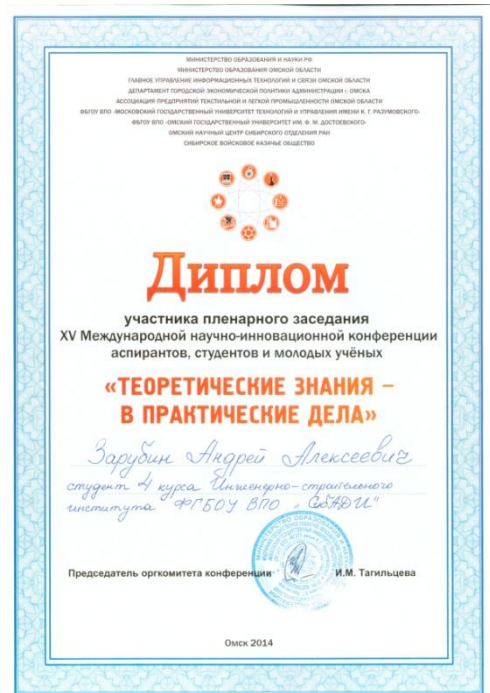 МИНИСТЕРСТВО ОБРАЗОВАНИЯ И НАУКИ РФ
МИНИСТЕРСТВО ОБРАЗОВАНИЯ ОМСКОЙ ОБЛАСТИ
ГЛАВНОЕ УПРАВЛЕНИЕ ИНФОРМАЦИОННЫХ ТЕХНОЛОГИЙ И СВЯЗИ ОМСКОЙ ОБЛАСТИ
ДЕПАРТАМЕНТ ГОРОДСКОЙ ЭКОНОМИЧЕСКОЙ ПОЛИТИКИ АДМИНИСТРАЦИИ г. ОМСКА
АССОЦИАЦИЯ ПРЕДПРИЯТИЙ ТЕКСТИЛЬНОЙ И ЛЕГКОЙ ПРОМЫШЛЕННОСТИ ОМСКОЙ ОБЛАСТИ
ФБГОУ ВПО «МОСКОВСКИЙ ГОСУДАРСТВЕННЫЙ УНИВЕРСИТЕТ ТЕХНОЛОГИЙ И УПРАВЛЕНИЯ ИМЕНИ К. Г. РАЗУМОВСКОГО»
ФБГОУ ВПО «ОМСКИЙ ГОСУДАРСТВЕННЫЙ УНИВЕРСИТЕТ ИМ. Ф. М. ДОСТОЕВСКОГО»
ОМСКИЙ НАУЧНЫЙ ЦЕНТР СИБИРСКОГО ОТДЕЛЕНИЯ РАН
СИБИРСКОЕ ВОЙСКОВОЕ КАЗАЧЬЕ ОБЩЕСТВО
Диплом
участника пленарного заседания
XV Международной научно-инновационной конференции
аспирантов, студентов и молодых учёных
«ТЕОРЕТИЧЕСКИЕ ЗНАНИЯ –
В ПРАКТИЧЕСКИЕ ДЕЛА»
Зарубин Андрей Алексеевич
студент 4 курса Инженерно-строительного
института ФГБОУ ВПО „СибАДИ"
Председатель оргкомитета конференции И.М. Тагильцева
Омск 2014